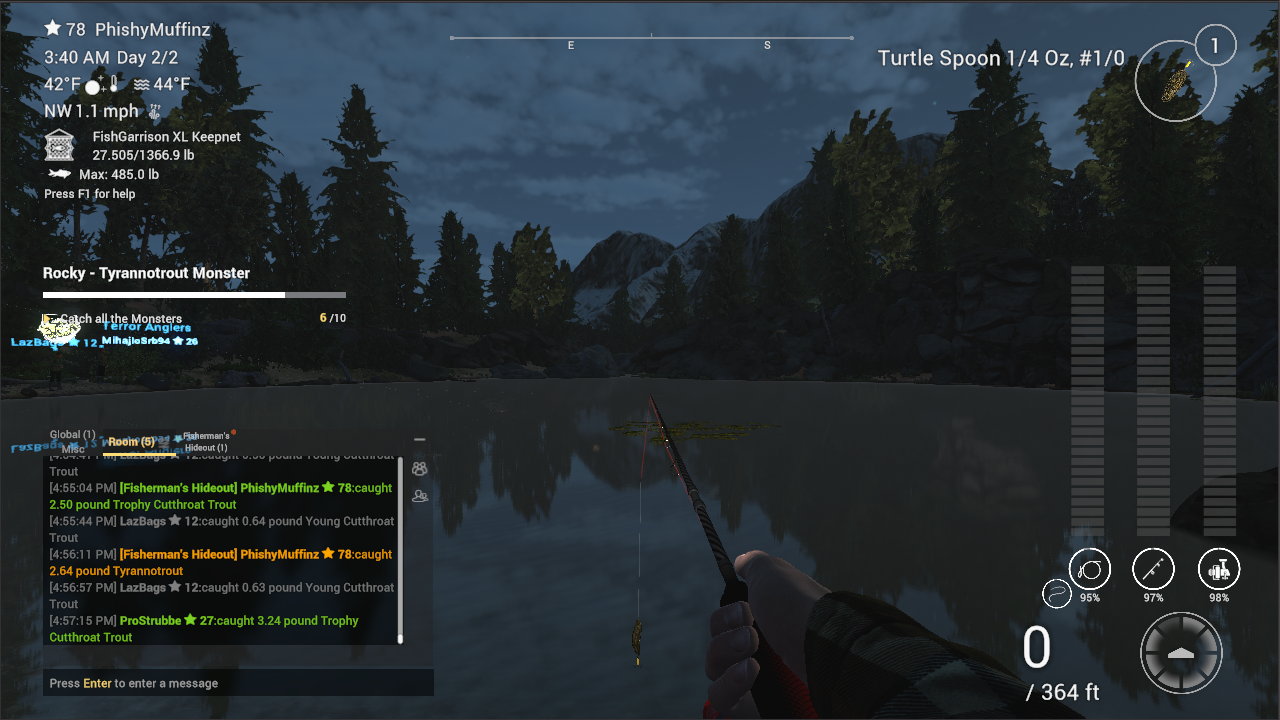 78 PhishyMuffinz
3:40 AM Day 2/2
42°F 44°F
NW 1.1 mph
FishGarrison XL Keepnet
27.505/1366.9 lb
Max: 485.0 lb
Press F1 for help
E S
Turtle Spoon 1/4 Oz, #1/0
1
Rocky - Tyrannotrout Monster
Catch all the Monsters 6 /10
Terror Anglers
LazBags 12
MihajloSrb94 26
Global (1)
Misc
Room (5)
Fisherman's
Hideout (1)
Trout
[4:55:04 PM] [Fisherman's Hideout] PhishyMuffinz 78:caught
2.50 pound Trophy Cutthroat Trout
[4:55:44 PM] LazBags 12:caught 0.64 pound Young Cutthroat
Trout
[4:56:11 PM] [Fisherman's Hideout] PhishyMuffinz 78:caught
2.64 pound Tyrannotrout
[4:56:57 PM] LazBags 12:caught 0.63 pound Young Cutthroat
Trout
[4:57:15 PM] ProStrubbe 27:caught 3.24 pound Trophy
Cutthroat Trout
Press Enter to enter a message
95% 97% 98%
0
/ 364 ft